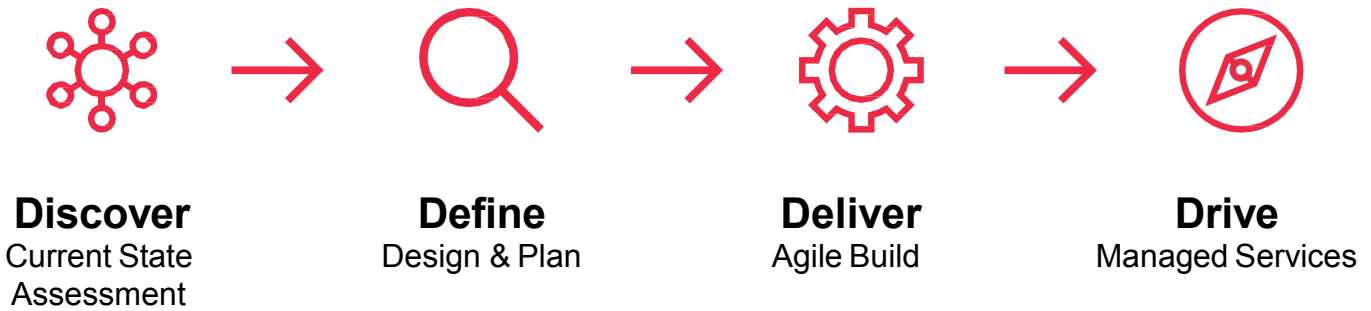 Discover
Current State
Assessment
Define
Design & Plan
Deliver
Agile Build
Drive
Managed Services